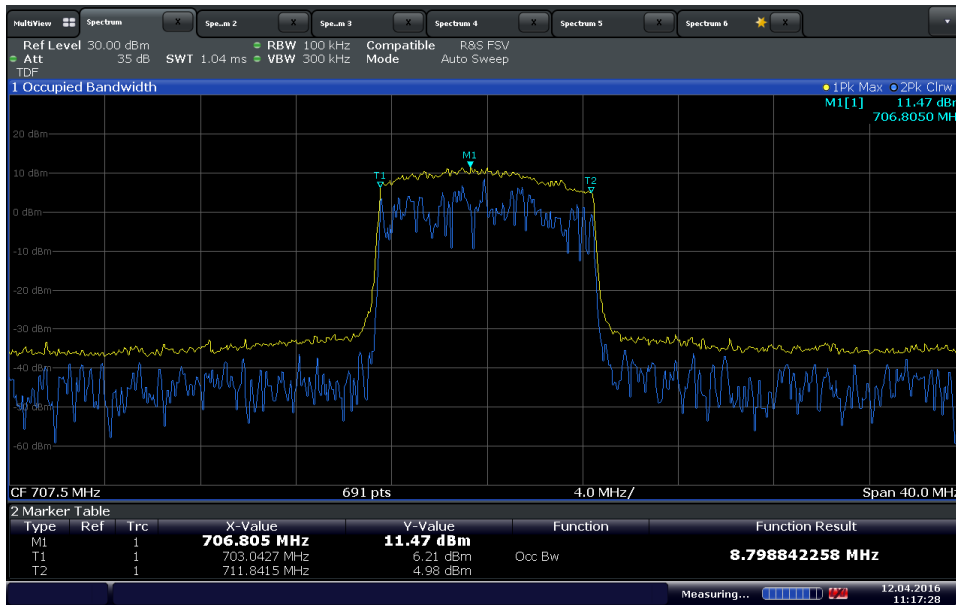 MultiView Spectrum X Spe..m 2 X Spe..m 3 X Spectrum 4 X Spectrum 5 X Spectrum 6 X
Ref Level 30.00 dBm RBW 100 kHz Compatible R&S FSV
Att 35 dB SWT 1.04 ms VBW 300 kHz Mode Auto Sweep
TDF
1 Occupied Bandwidth 1Pk Max 2Pk Clrw
M1[1] 11.47 dBr
706.8050 MH
20 dBm
M1
10 dBm
T1
T2
0 dBm
-10 dBm
-20 dBm
-30 dBm
-40 dBm
-50 dBm
-60 dBm
CF 707.5 MHz 691 pts 4.0 MHz/ Span 40.0 MHz
2 Marker Table
Type Ref Trc X-Value Y-Value Function Function Result
M1 1 706.805 MHz 11.47 dBm
T1 1 703.0427 MHz 6.21 dBm Occ Bw 8.798842258 MHz
T2 1 711.8415 MHz 4.98 dBm
Measuring... 12.04.2016
11:17:28